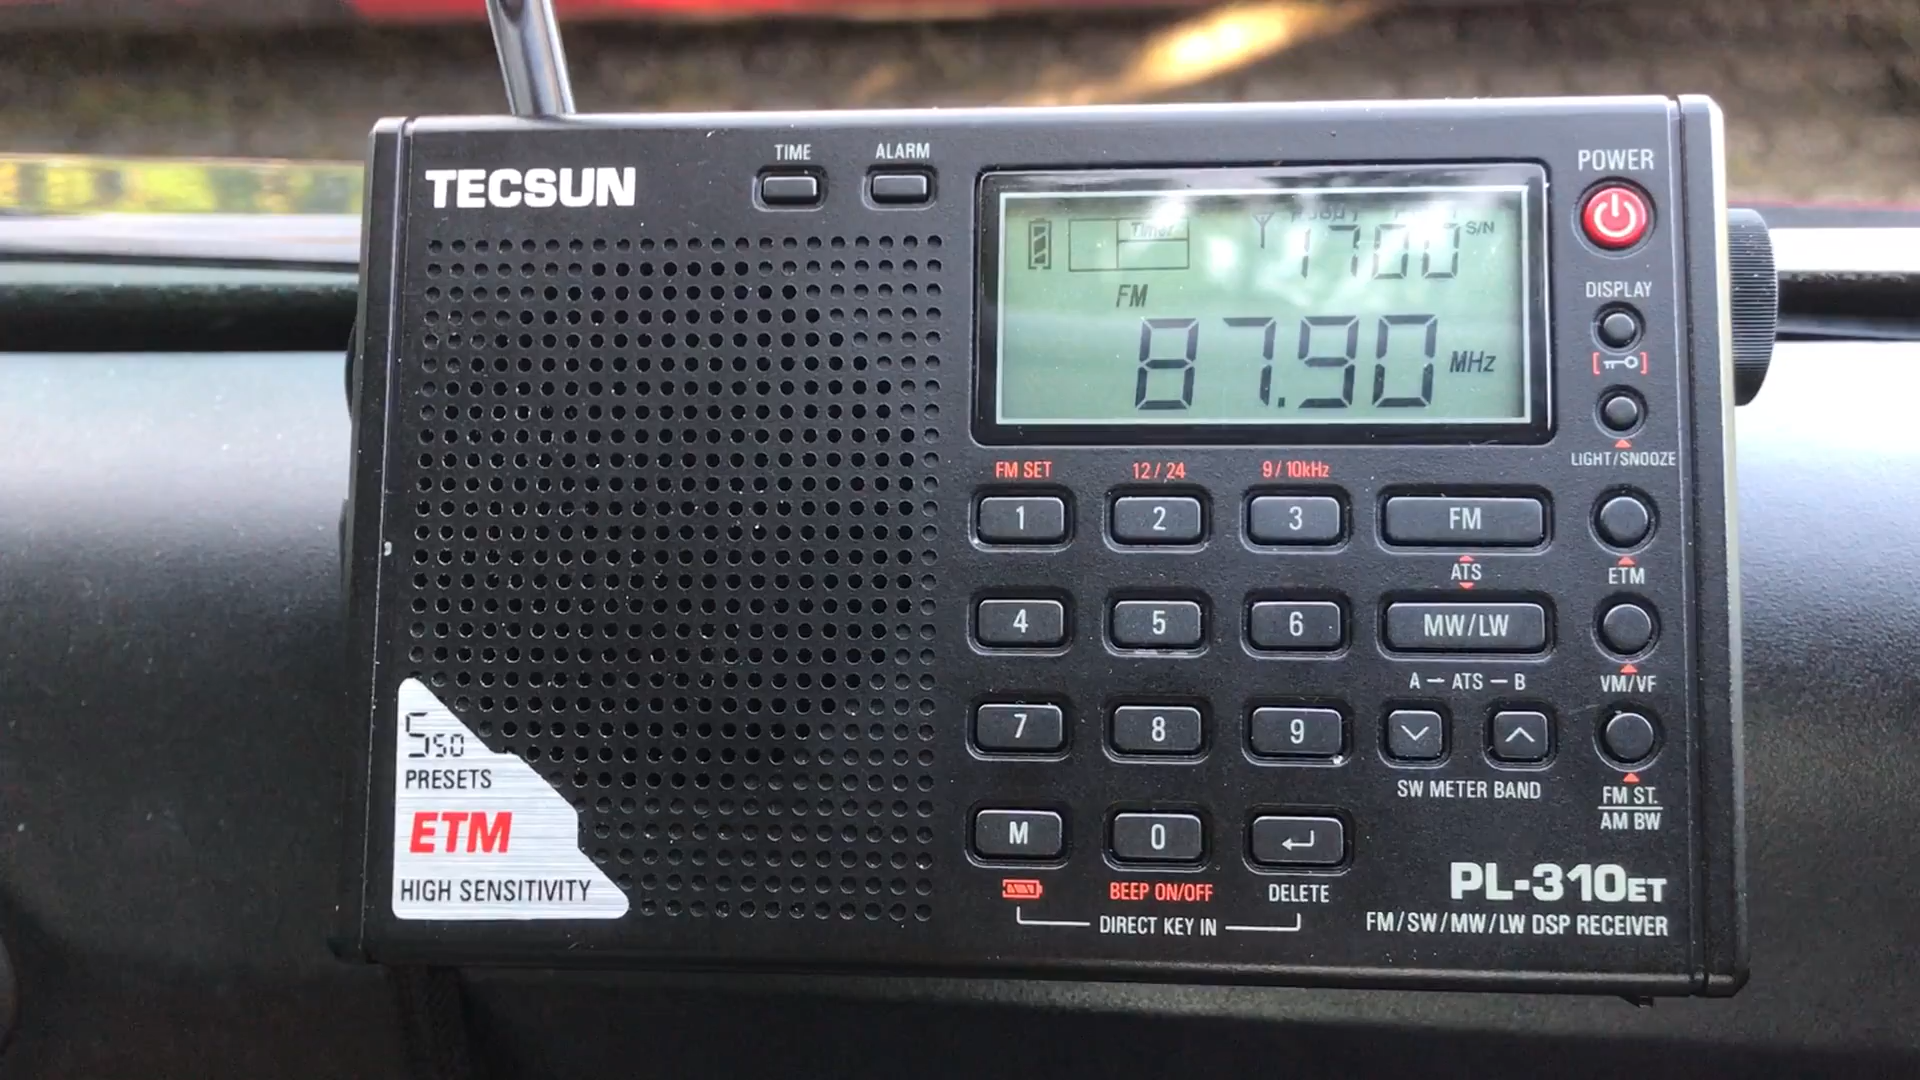 TECSUN
TIME
ALARM
POWER
Timer
1700
S/N
DISPLAY
FM
87.90
MHz
LIGHT/SNOOZE
FM SET
12/24
9/10kHz
1
2
3
FM
ATS
ETM
4
5
6
MW/LW
A — ATS — B
VM/VF
7
8
9
SW METER BAND
FM ST.
AM BW
550
PRESETS
ETM
HIGH SENSITIVITY
M
0
BEEP ON/OFF
DELETE
DIRECT KEY IN
PL-310ET
FM/SW/MW/LW DSP RECEIVER